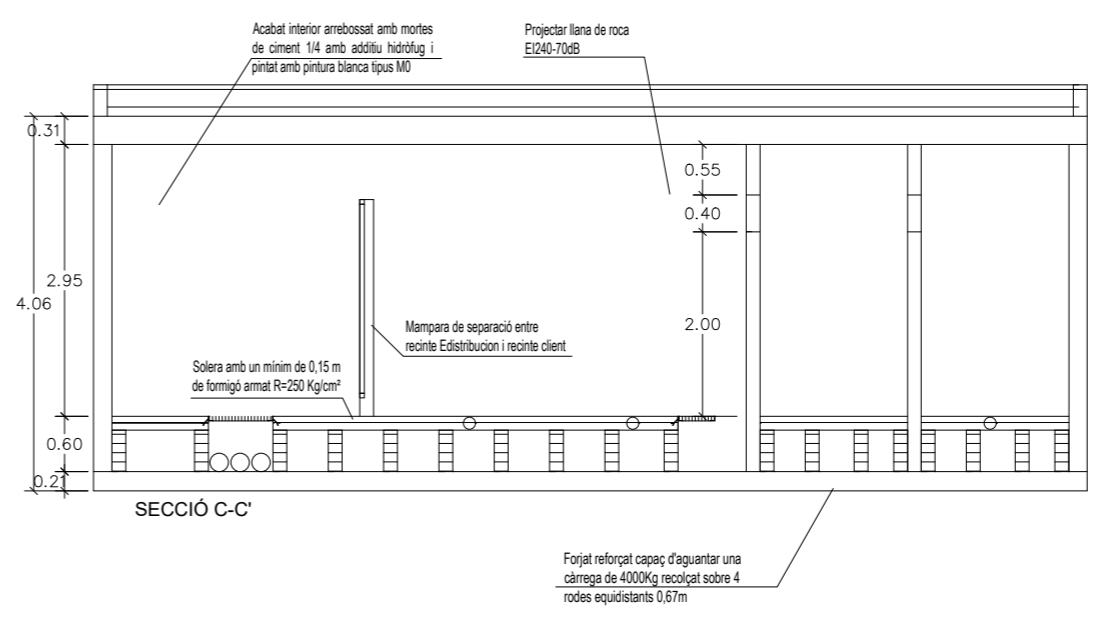 Acabat interior arrebossat amb mortes
de ciment 1/4 amb additiu hidròfug i
pintat amb pintura blanca tipus M0
Projectar llana de roca
EI240-70dB
0.31
0.55
0.40
2.95
4.06
2.00
Mampara de separació entre
recinte Edistribucion i recinte client
Solera amb un mínim de 0,15 m
de formigó armat R=250 Kg/cm²
0.60
0.21
SECCIÓ C-C'
Forjat reforçat capaç d'aguantar una
càrrega de 4000Kg recolçat sobre 4
rodes equidistants 0,67m